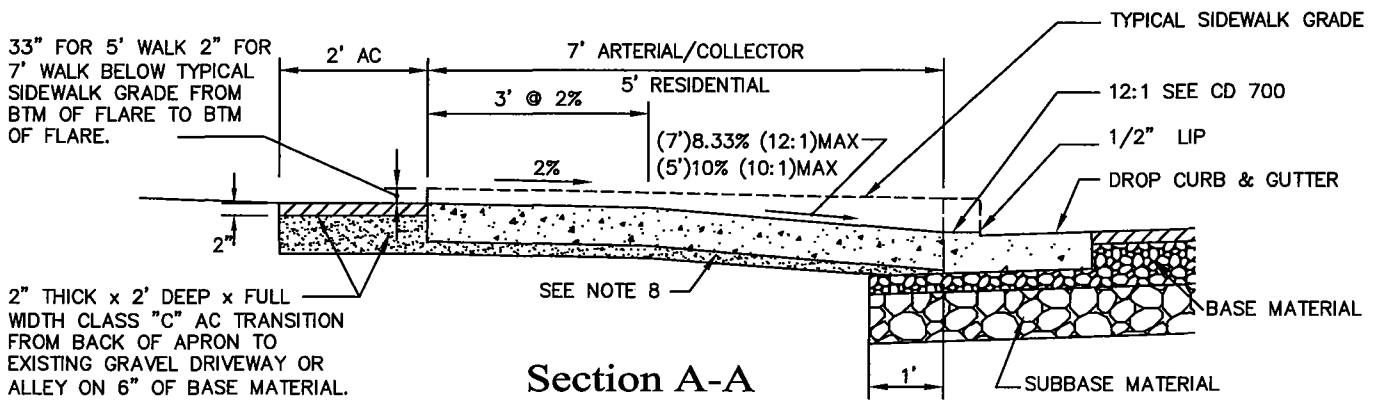 33" FOR 5' WALK 2" FOR
7' WALK BELOW TYPICAL
SIDEWALK GRADE FROM
BTM OF FLARE TO BTM
OF FLARE.
2' AC
7' ARTERIAL/COLLECTOR
5' RESIDENTIAL
3' @ 2%
TYPICAL SIDEWALK GRADE
12:1 SEE CD 700
1/2" LIP
DROP CURB & GUTTER
(7')8.33% (12:1)MAX
(5')10% (10:1)MAX
2%
2"
2" THICK x 2' DEEP x FULL
WIDTH CLASS "C" AC TRANSITION
FROM BACK OF APRON TO
EXISTING GRAVEL DRIVEWAY OR
ALLEY ON 6" OF BASE MATERIAL.
SEE NOTE 8
BASE MATERIAL
1'
SUBBASE MATERIAL
Section A-A